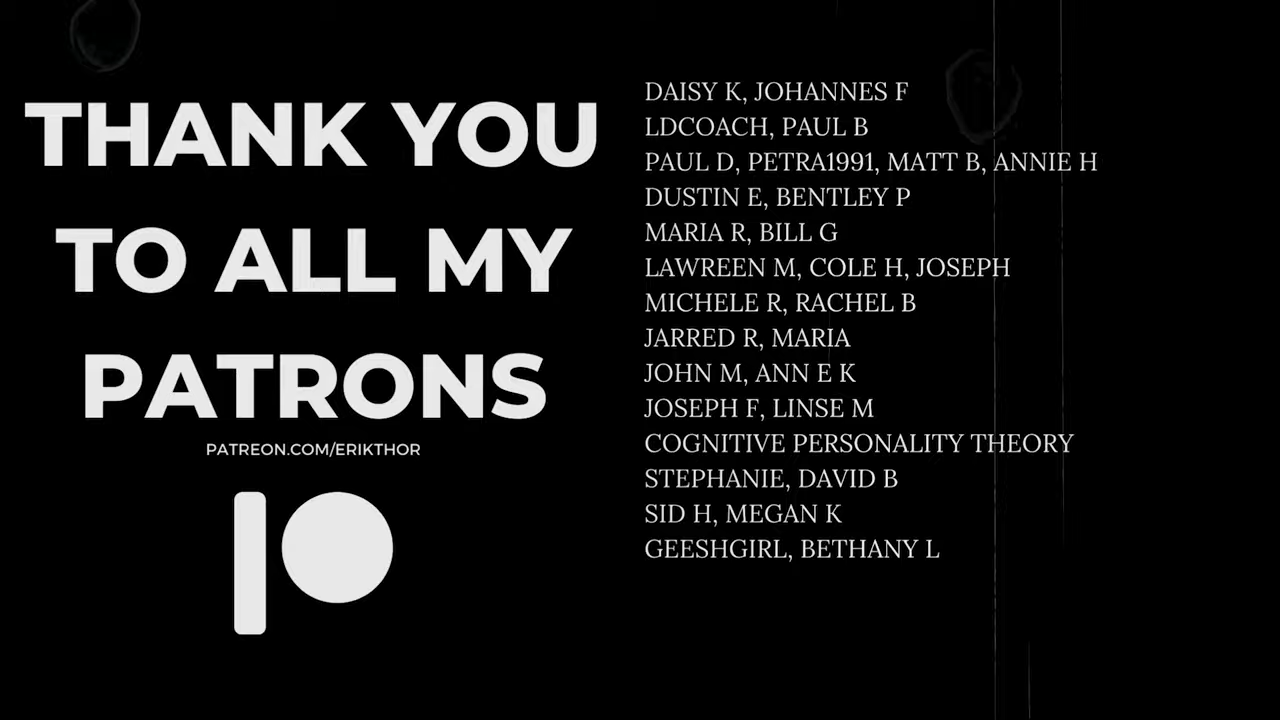 THANK YOU
TO ALL MY
PATRONS
PATREON.COM/ERIKTHOR
DAISY K, JOHANNES F
LDCOACH, PAUL B
PAUL D, PETRA1991, MATT B, ANNIE H
DUSTIN E, BENTLEY P
MARIA R, BILL G
LAWREEN M, COLE H, JOSEPH
MICHELE R, RACHEL B
JARRED R, MARIA
JOHN M, ANN E K
JOSEPH F, LINSE M
COGNITIVE PERSONALITY THEORY
STEPHANIE, DAVID B
SID H, MEGAN K
GEESHGIRL, BETHANY L